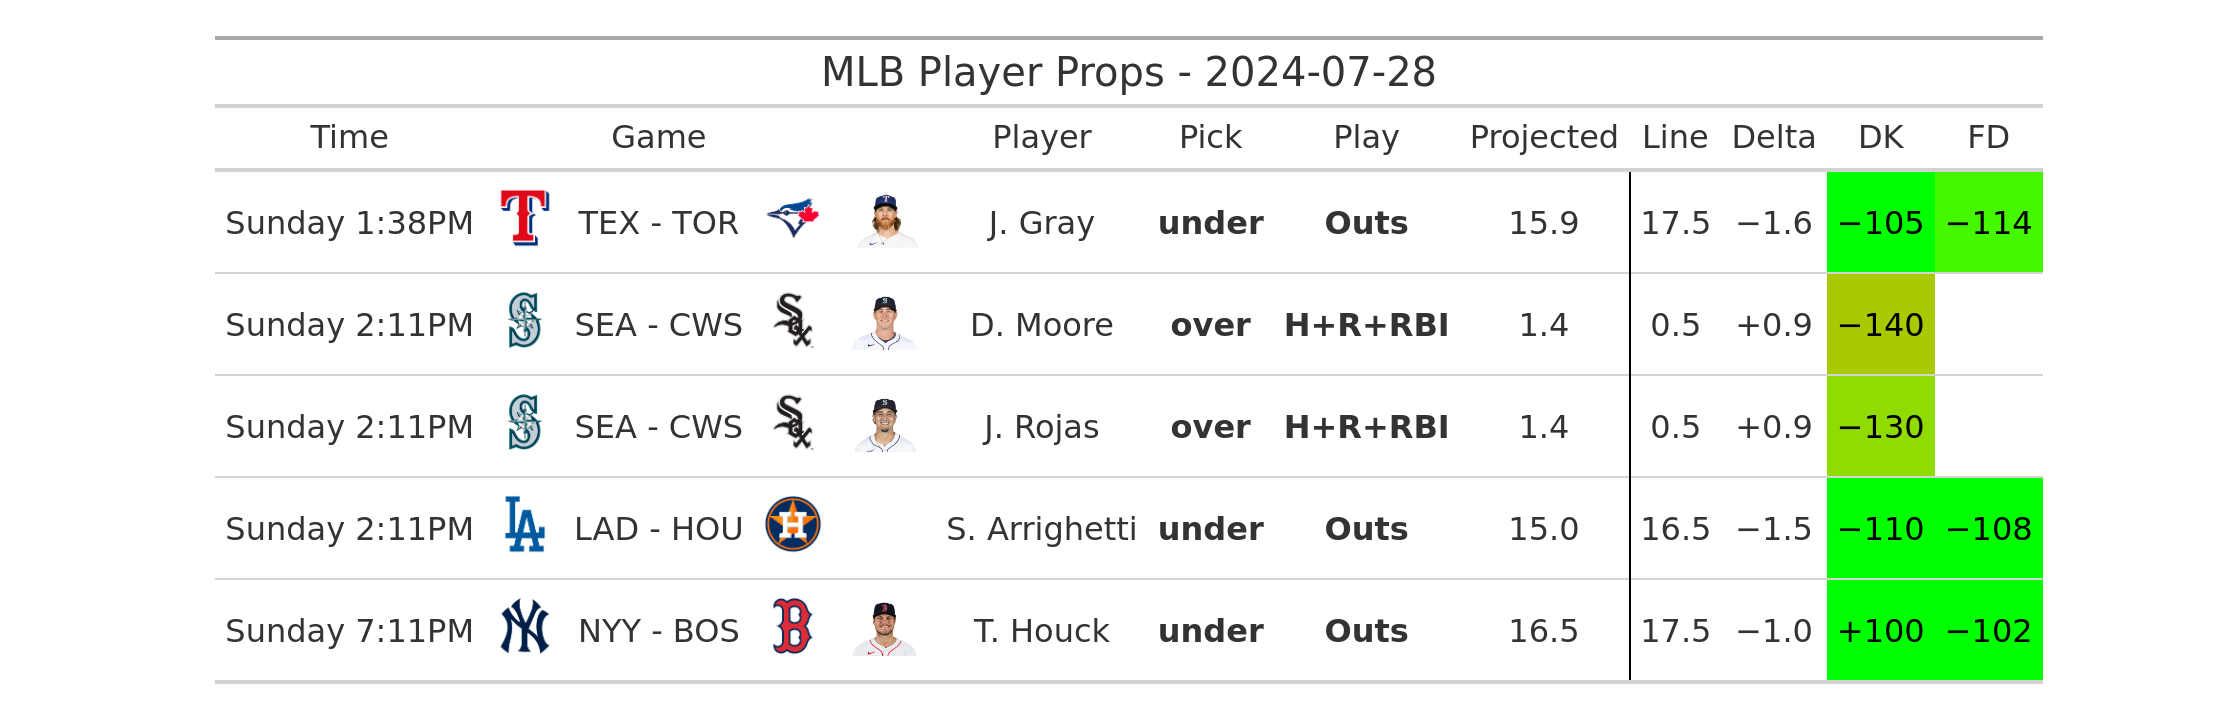 MLB Player Props - 2024-07-28
Time Game Player Pick Play Projected Line Delta DK FD
Sunday 1:38PM TEX - TOR J. Gray under Outs 15.9 17.5 −1.6 −105 −114
Sunday 2:11PM SEA - CWS D. Moore over H+R+RBI 1.4 0.5 +0.9 −140
Sunday 2:11PM SEA - CWS J. Rojas over H+R+RBI 1.4 0.5 +0.9 −130
Sunday 2:11PM LAD - HOU S. Arrighetti under Outs 15.0 16.5 −1.5 −110 −108
Sunday 7:11PM NYY - BOS T. Houck under Outs 16.5 17.5 −1.0 +100 −102